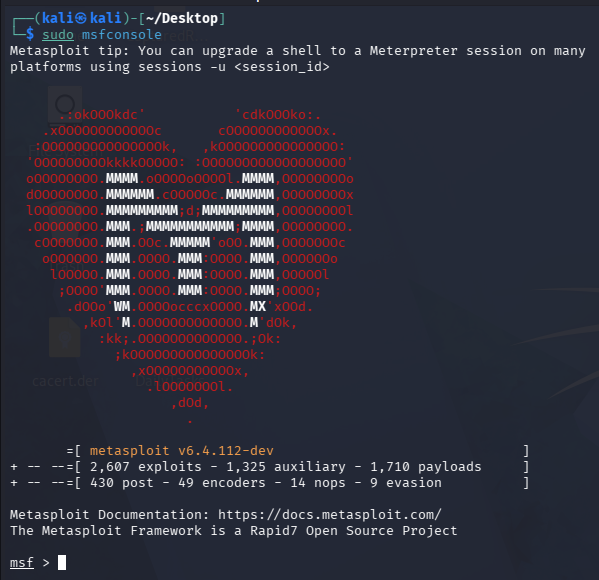 ┌──(kali㉿kali)-[~/Desktop]
└─$ sudo msfconsole
Metasploit tip: You can upgrade a shell to a Meterpreter session on many
platforms using sessions -u <session_id>
.:okOOOkdc'           'cdkOOOko:.
.xOOOOOOOOOOOOc       cOOOOOOOOOOOOx.
:OOOOOOOOOOOOOOOk,   ,kOOOOOOOOOOOOOOO:
'OOOOOOOOOkkkkOOOOO: :OOOOOOOOOOOOOOOOOO'
oOOOOOOOO.MMMM.oOOOOoOOOOl.MMMM,OOOOOOOOo
dOOOOOOOO.MMMMMM.cOOOOOc.MMMMMM,OOOOOOOOx
lOOOOOOOO.MMMMMMMMM;d;MMMMMMMMM,OOOOOOOOl
.OOOOOOOO.MMM.;MMMMMMMMMMM;MMMM,OOOOOOOO.
cOOOOOOO.MMM.OOc.MMMMM'oOO.MMM,OOOOOOOc
oOOOOOO.MMM.OOOO.MMM:OOOO.MMM,OOOOOOo
lOOOOO.MMM.OOOO.MMM:OOOO.MMM,OOOOOl
;OOOO'MMM.OOOO.MMM:OOOO.MMM;OOOO;
.dOOo'WM.OOOOocccxOOOO.MX'xOOd.
,kOl'M.OOOOOOOOOOOOO.M'dOk,
:kk;.OOOOOOOOOOOOO.;Ok:
;kOOOOOOOOOOOOOOOk:
,xOOOOOOOOOOOx,
.lOOOOOOOl.
,dOd,
.
=[ metasploit v6.4.112-dev                               ]
+ -- --=[ 2,607 exploits - 1,325 auxiliary - 1,710 payloads     ]
+ -- --=[ 430 post - 49 encoders - 14 nops - 9 evasion          ]
Metasploit Documentation: https://docs.metasploit.com/
The Metasploit Framework is a Rapid7 Open Source Project
msf >
cacert.der